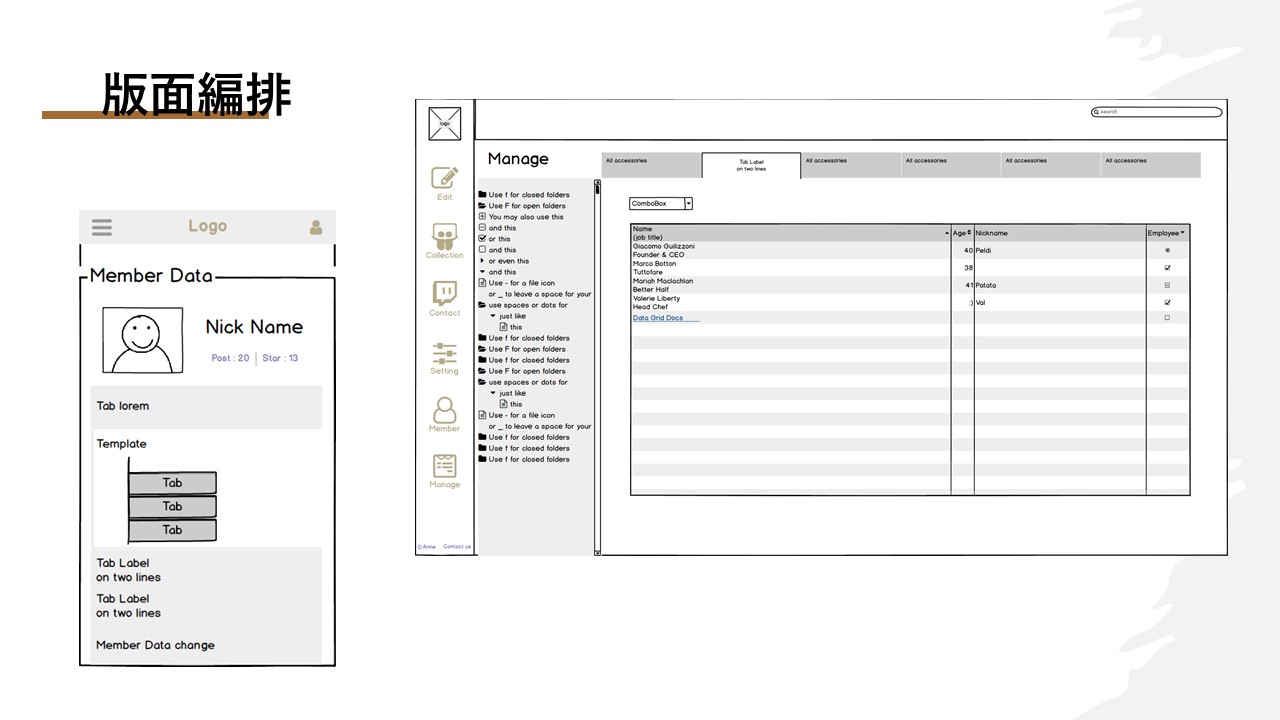 版面編排
Logo
Member Data
Nick Name
Post : 20
Star : 13
Tab lorem
Template
Tab
Tab
Tab
Tab Label
on two lines
Tab Label
on two lines
Member Data change
logo
search
Edit
Collection
Contact
Setting
Member
Manage
©Anne
Contact us
Manage
Use f for closed folders
Use F for open folders
You may also use this
and this
or this
and this
or even this
and this
Use - for a file icon
or _ to leave a space for your
use spaces or dots for
just like
this
Use f for closed folders
Use F for open folders
Use f for closed folders
Use F for open folders
use spaces or dots for
just like
this
Use - for a file icon
or _ to leave a space for your
Use f for closed folders
Use f for closed folders
Use f for closed folders
All accessories
Tab Label
on two lines
All accessories
All accessories
All accessories
All accessories
ComboBox
Name
(job title)
Age
Nickname
Employee
Giacomo Guilizzoni
Founder & CEO
40
Peldi
Marco Botton
Tuttofare
38
Mariah Maclachlan
Better Half
41
Patata
Valerie Liberty
Head Chef
:)
Val
Data Grid Docs